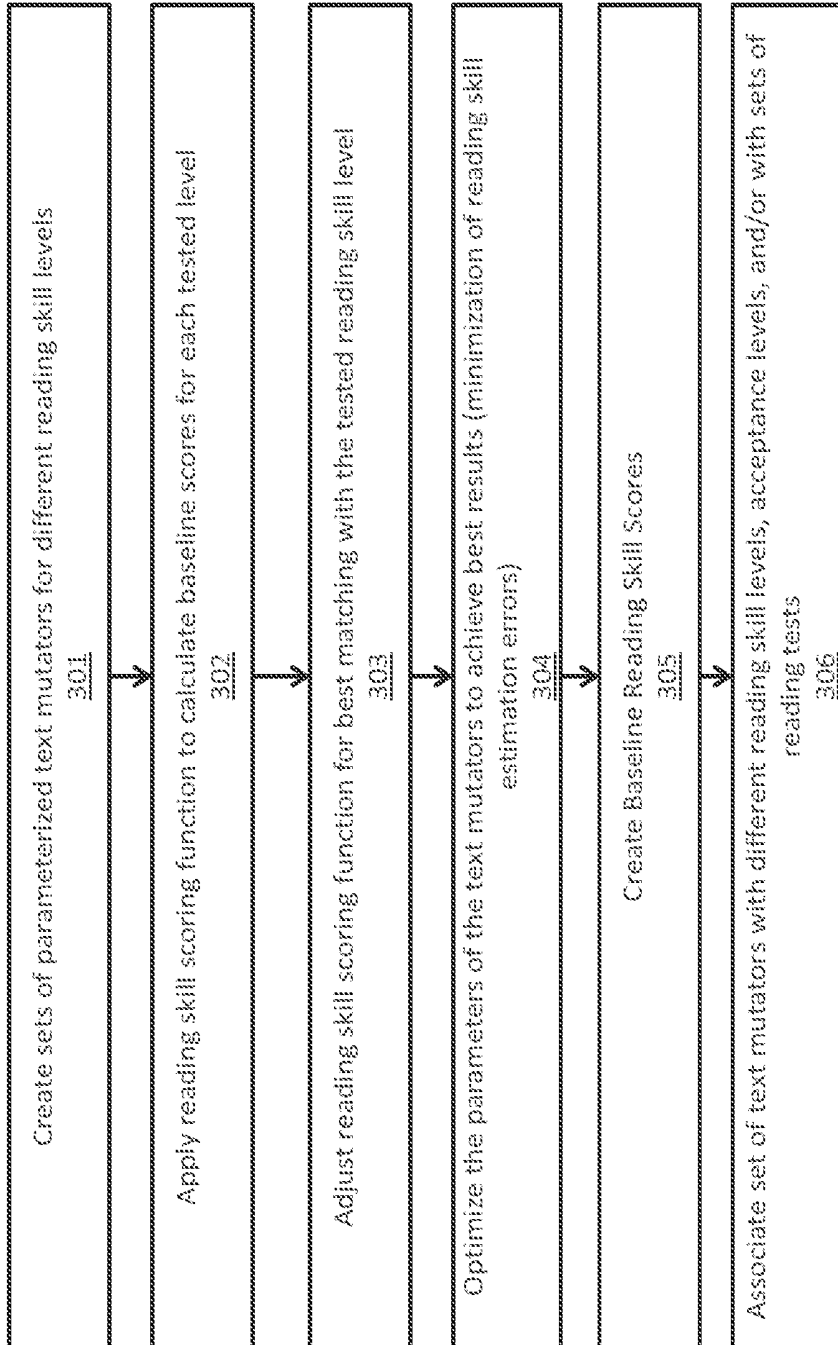 Create sets of parameterized text mutators for different reading skill levels
301
Apply reading skill scoring function to calculate baseline scores for each tested level
302
Adjust reading skill scoring function for best matching with the tested reading skill level
303
Optimize the parameters of the text mutators to achieve best results (minimization of reading skill
estimation errors)
304
Create Baseline Reading Skill Scores
305
Associate set of text mutators with different reading skill levels, acceptance levels, and/or with sets of
reading tests
306